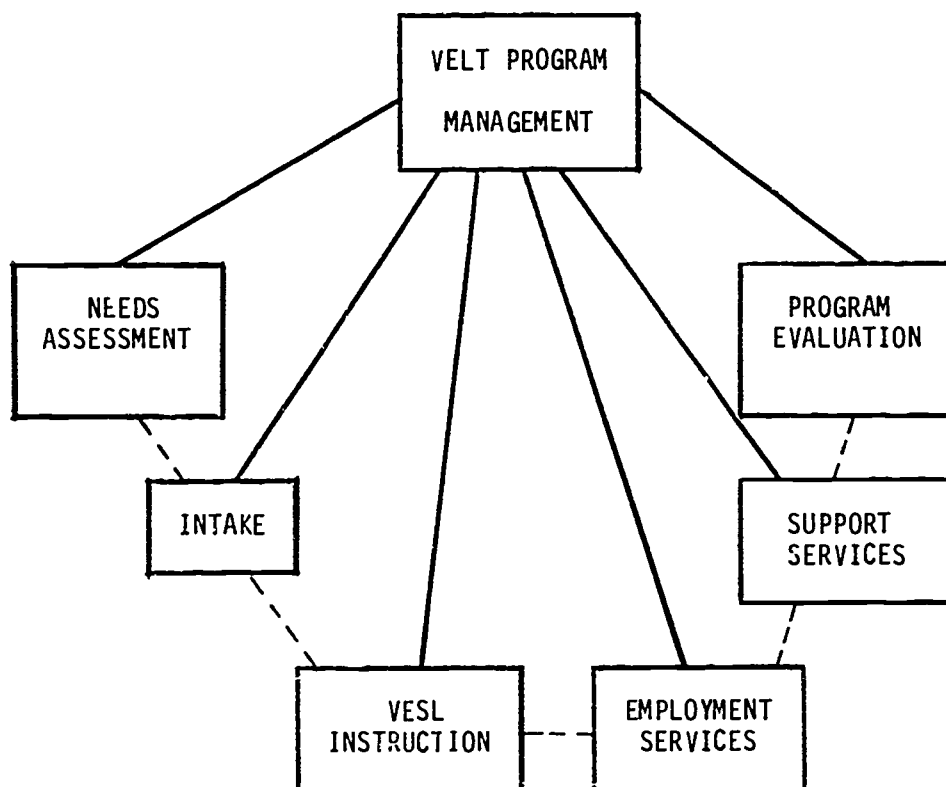 VELT PROGRAM
MANAGEMENT
NEEDS
ASSESSMENT
PROGRAM
EVALUATION
INTAKE
SUPPORT
SERVICES
VESL
INSTRUCTION
EMPLOYMENT
SERVICES